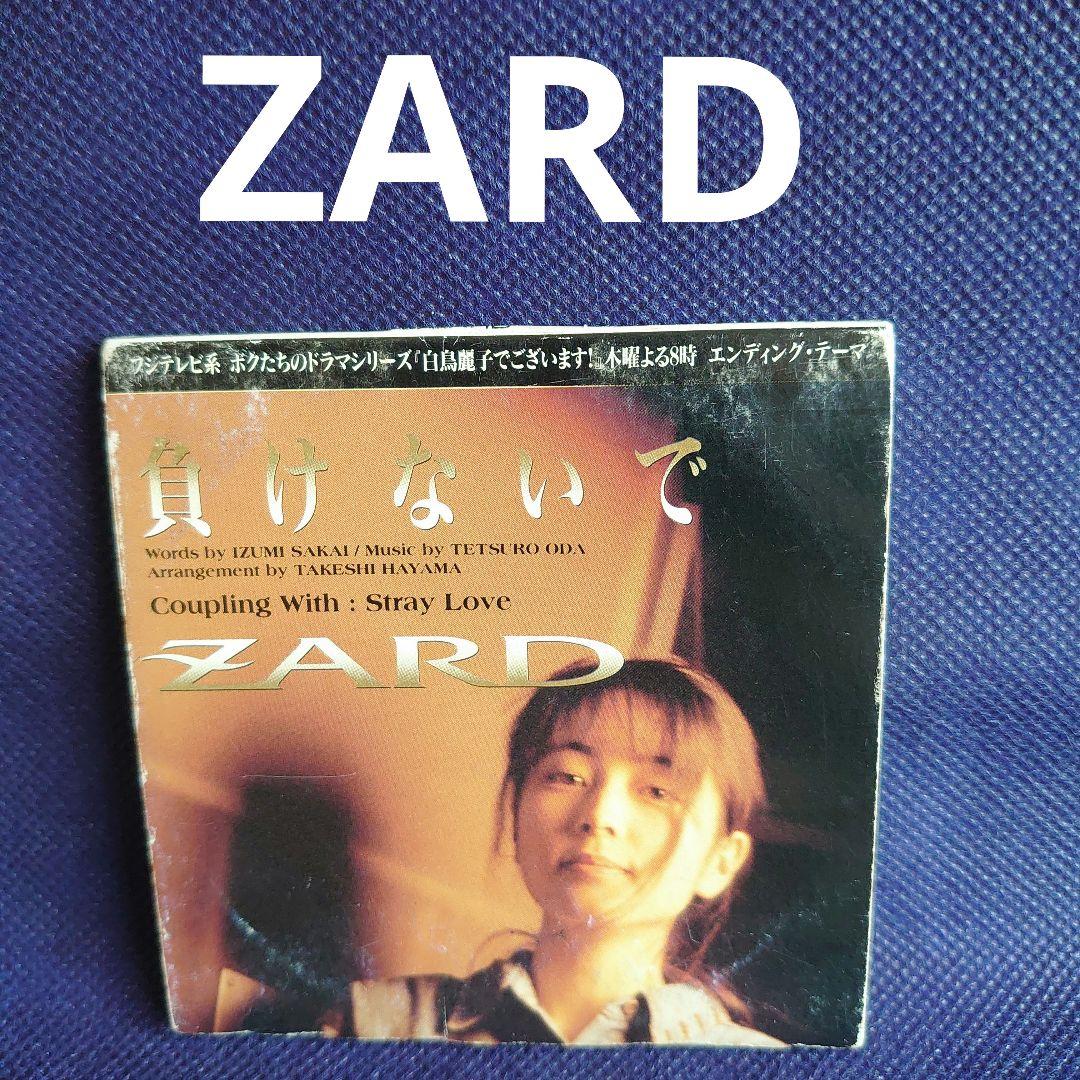 ZARD
フジテレビ系 ボクたちのドラマシリーズ『白鳥麗子でございます!』木曜よる8時 エンディング・テーマ
負けないで
Words by IZUMI SAKAI / Music by TETSURO ODA
Arrangement by TAKESHI HAYAMA
Coupling With : Stray Love
ZARD